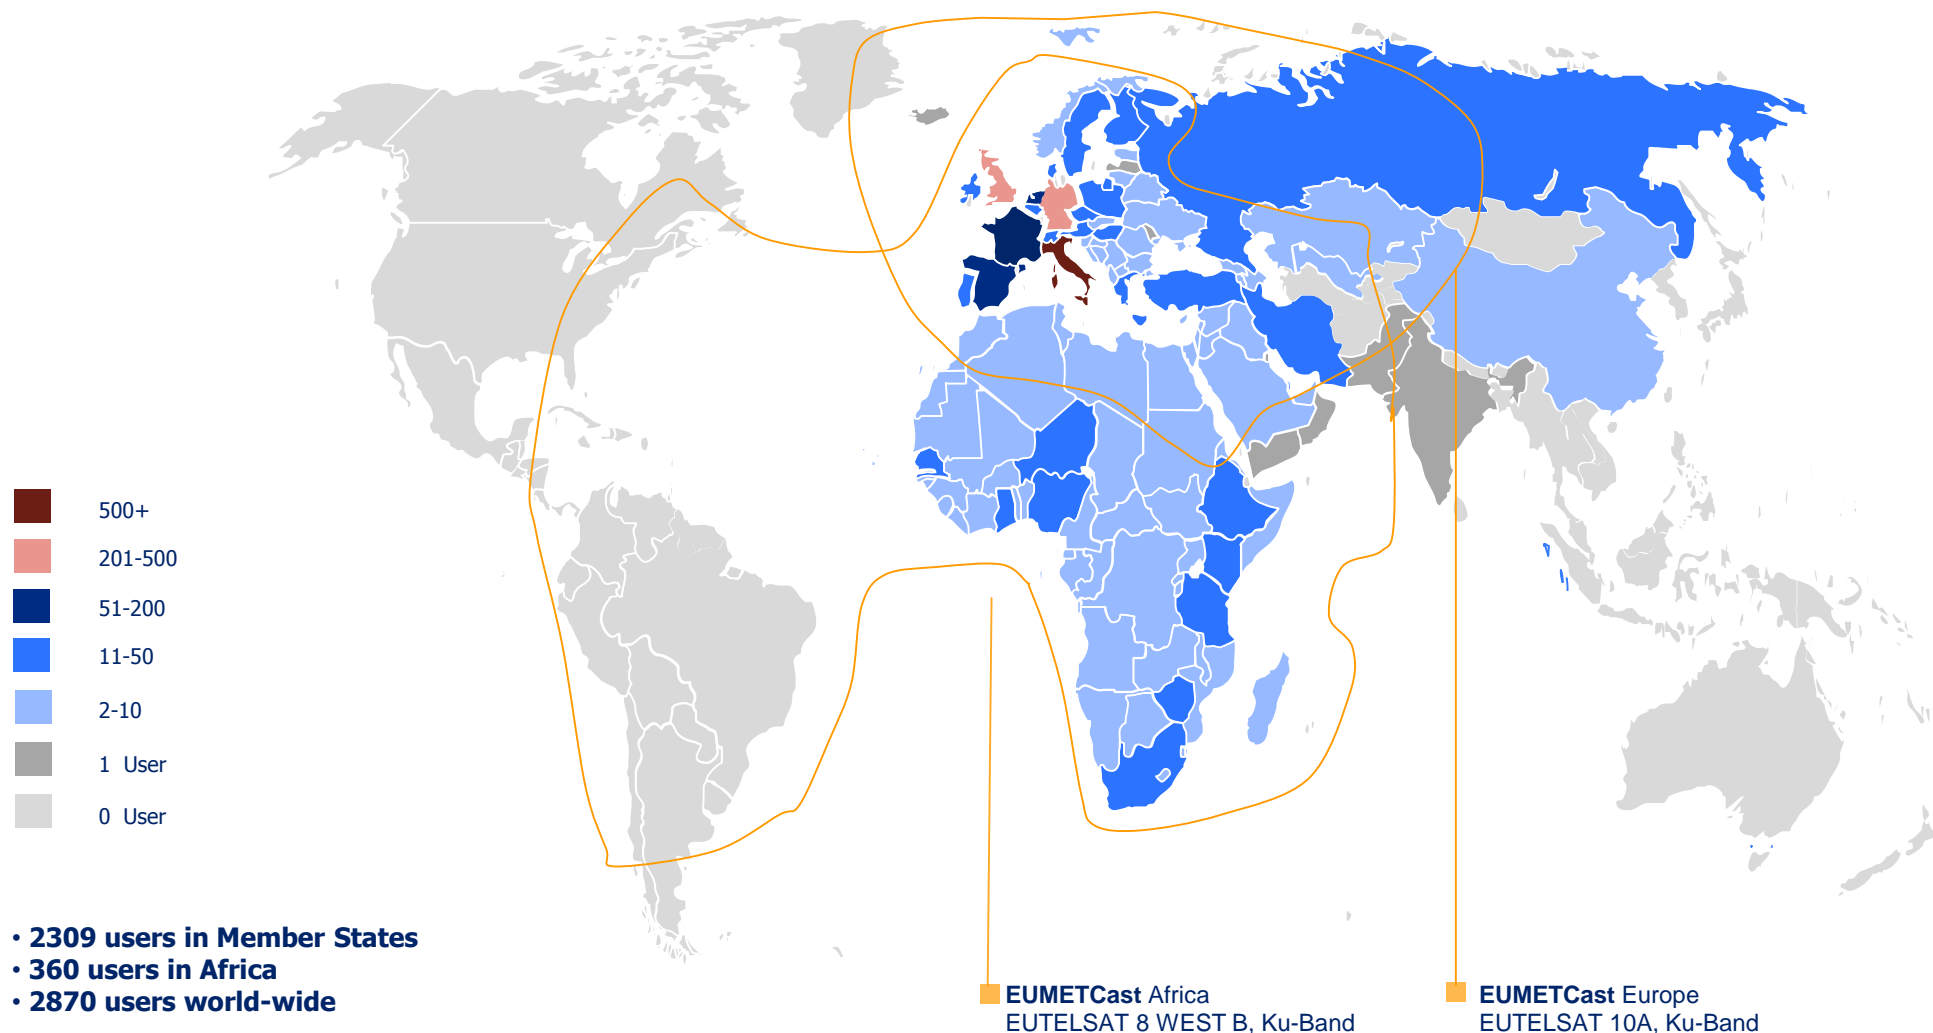 500+
201-500
51-200
11-50
2-10
1 User
0 User
• 2309 users in Member States
• 360 users in Africa
• 2870 users world-wide
EUMETCast Africa
EUTELSAT 8 WEST B, Ku-Band
EUMETCast Europe
EUTELSAT 10A, Ku-Band